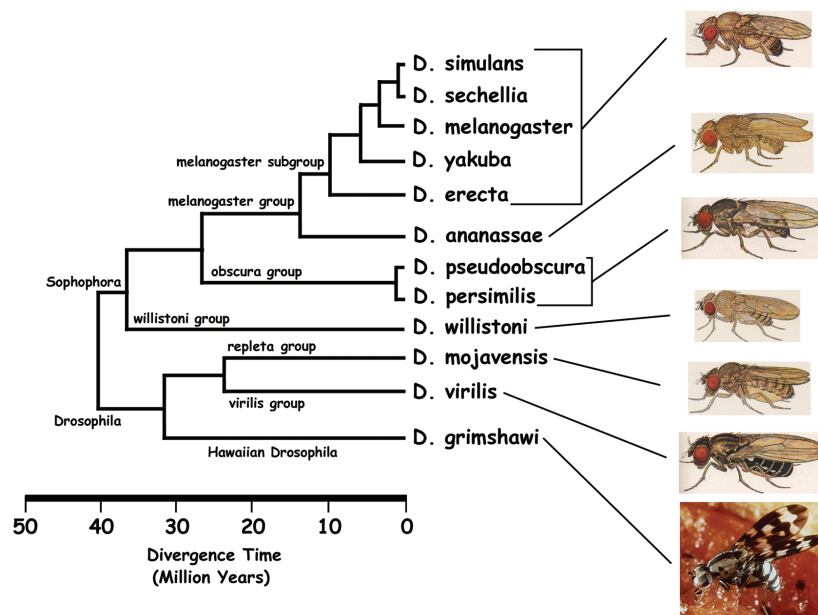 D. simulans
D. sechellia
D. melanogaster
melanogaster subgroup
D. yakuba
melanogaster group
D. erecta
D. ananassae
obscura group
D. pseudoobscura
Sophophora
D. persimilis
willistoni group
D. willistoni
repleta group
D. mojavensis
virilis group
D. virilis
Drosophila
D. grimshawi
Hawaiian Drosophila
50 40 30 20 10 0
Divergence Time
(Million Years)